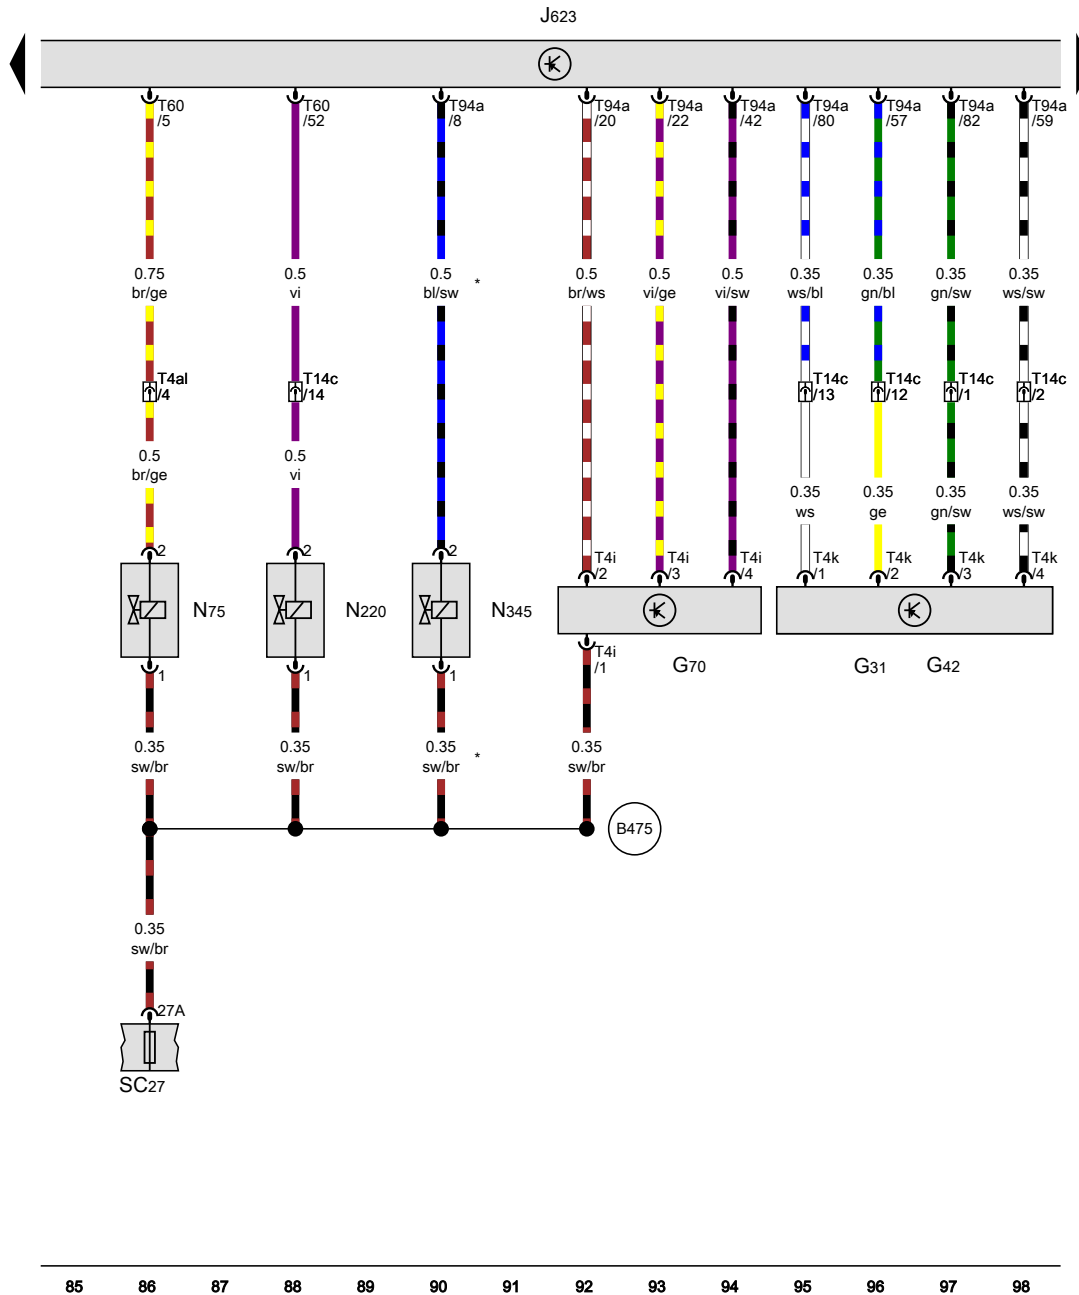 J623
T60 T60 T94a T94a T94a T94a T94a T94a T94a T94a
/5 /52 /8 /20 /22 /42 /80 /57 /82 /59
0.75 0.5 0.5 0.5 0.5 0.5 0.35 0.35 0.35 0.35
br/ge vi bl/sw * br/ws vi/ge vi/sw ws/bl gn/bl gn/sw ws/sw
T4al T14c T14c T14c T14c T14c
/4 /14 /13 /12 /1 /2
0.5 0.5
br/ge vi
0.35 0.35 0.35 0.35
ws ge gn/sw ws/sw
2 2 2 T4i T4i T4i T4k T4k T4k T4k
/2 /3 /4 /1 /2 /3 /4
N75 N220 N345
T4i
/1
G70 G31 G42
1 1 1
0.35 0.35 0.35 0.35
sw/br sw/br sw/br * sw/br
B475
0.35
sw/br
27A
SC27
85 86 87 88 89 90 91 92 93 94 95 96 97 98